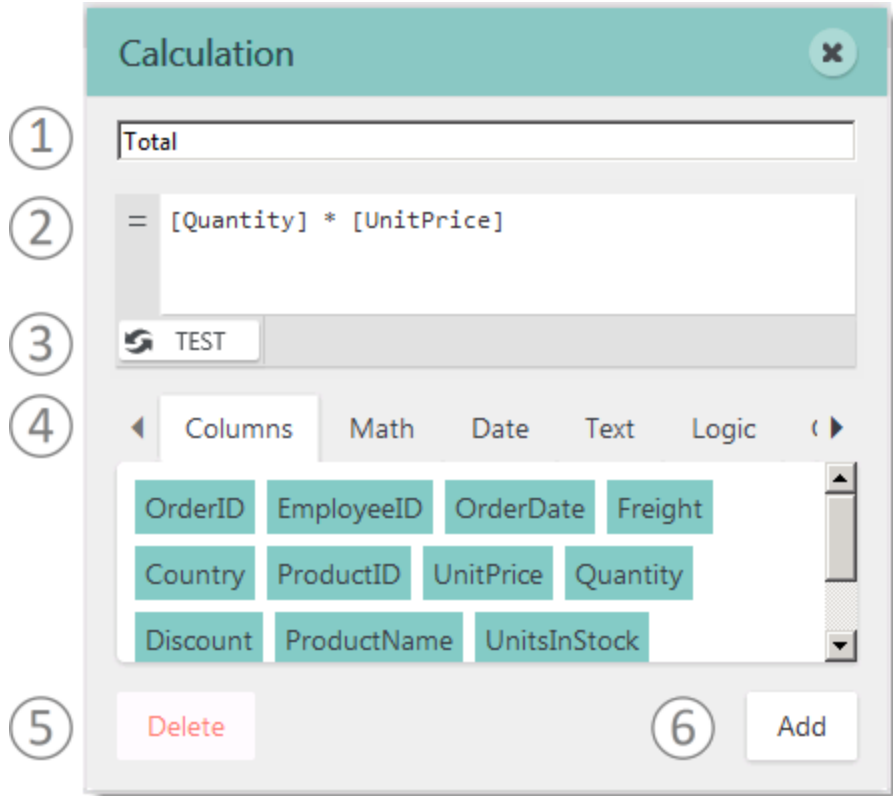 Calculation
1 Total
2 = [Quantity] * [UnitPrice]
3 TEST
4 Columns Math Date Text Logic
OrderID EmployeeID OrderDate Freight
Country ProductID UnitPrice Quantity
Discount ProductName UnitsInStock
5 Delete 6 Add